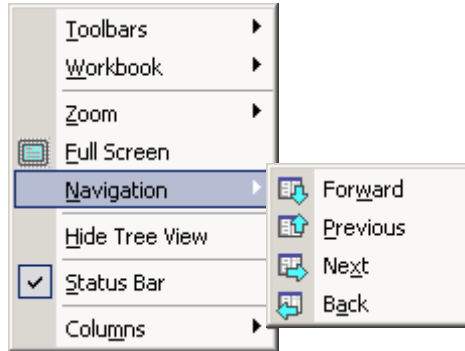 Toolbars
Workbook
Zoom
Full Screen
Navigation
Hide Tree View
Status Bar
Columns
Forward
Previous
Next
Back